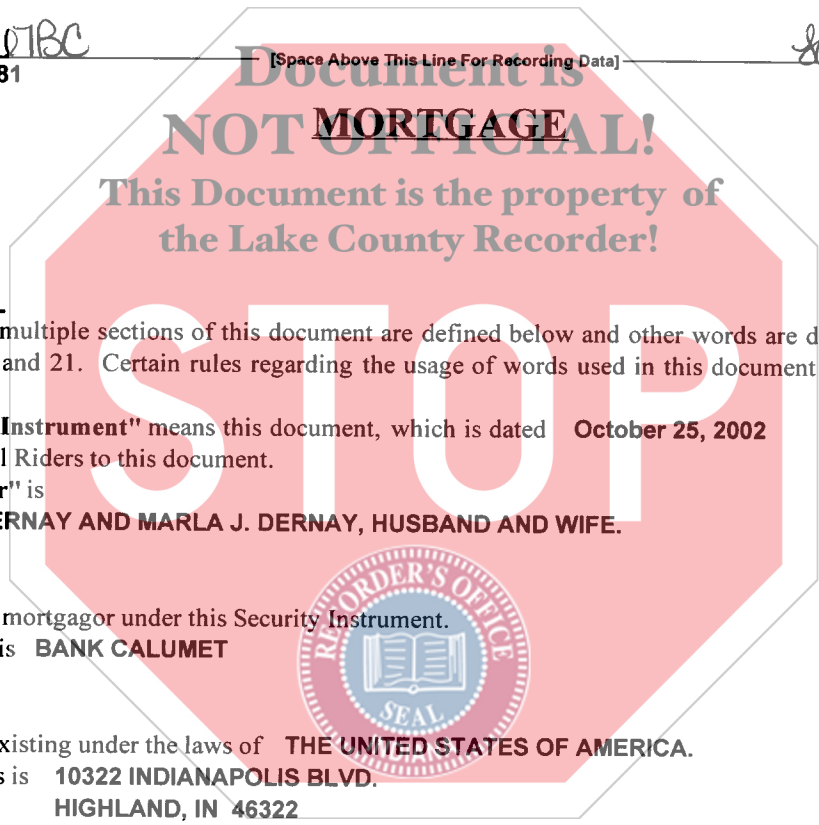 [Space Above This Line For Recording Data]
81
Document is
MORTGAGE
NOT OFFICIAL!
This Document is the property of
the Lake County Recorder!
multiple sections of this document are defined below and other words are d
and 21. Certain rules regarding the usage of words used in this document
STOP
Instrument" means this document, which is dated October 25, 2002
l Riders to this document.
r" is
ERNAY AND MARLA J. DERNAY, HUSBAND AND WIFE.
mortgagor under this Security Instrument.
is BANK CALUMET
RECORDER'S OFFICE
SEAL
INDIANA
xisting under the laws of THE UNITED STATES OF AMERICA.
s is 10322 INDIANAPOLIS BLVD.
HIGHLAND, IN 46322